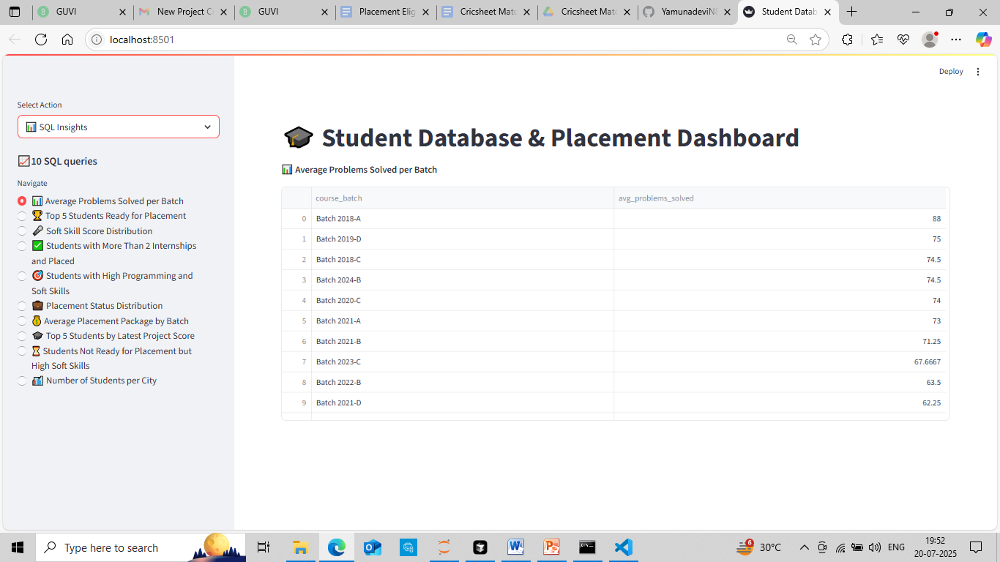 GUVI
New Project C
GUVI
Placement Elig
Cricsheet Matc
Cricsheet Matc
YamunadeviN
Student Datab
localhost:8501
Deploy
Select Action
SQL Insights
10 SQL queries
Navigate
Average Problems Solved per Batch
Top 5 Students Ready for Placement
Soft Skill Score Distribution
Students with More Than 2 Internships
and Placed
Students with High Programming and
Soft Skills
Placement Status Distribution
Average Placement Package by Batch
Top 5 Students by Latest Project Score
Students Not Ready for Placement but
High Soft Skills
Number of Students per City
Student Database & Placement Dashboard
Average Problems Solved per Batch
course_batch avg_problems_solved
0 Batch 2018-A 88
1 Batch 2019-D 75
2 Batch 2018-C 74.5
3 Batch 2024-B 74.5
4 Batch 2020-C 74
5 Batch 2021-A 73
6 Batch 2021-B 71.25
7 Batch 2023-C 67.6667
8 Batch 2022-B 63.5
9 Batch 2021-D 62.25
Type here to search
6
30°C
ENG
19:52
20-07-2025